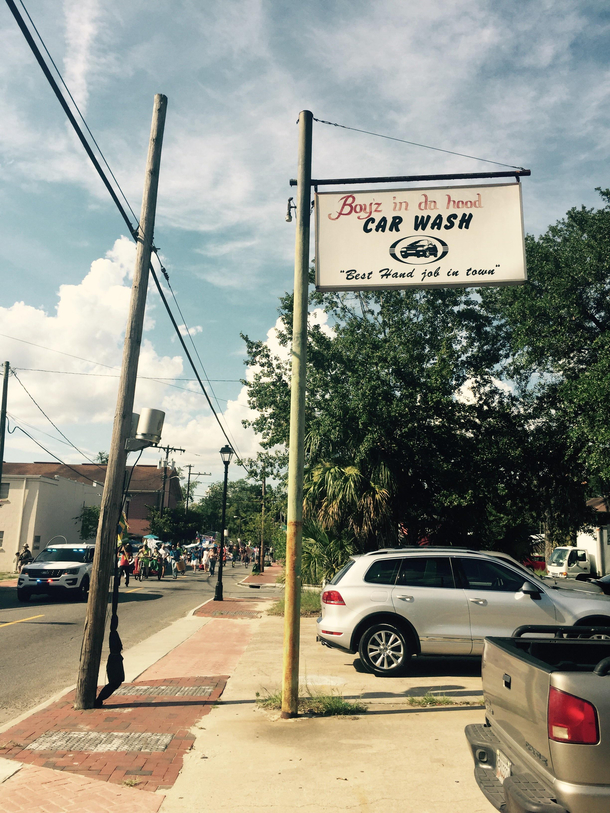 Boyz in da hood
CAR WASH
"Best Hand job in town"